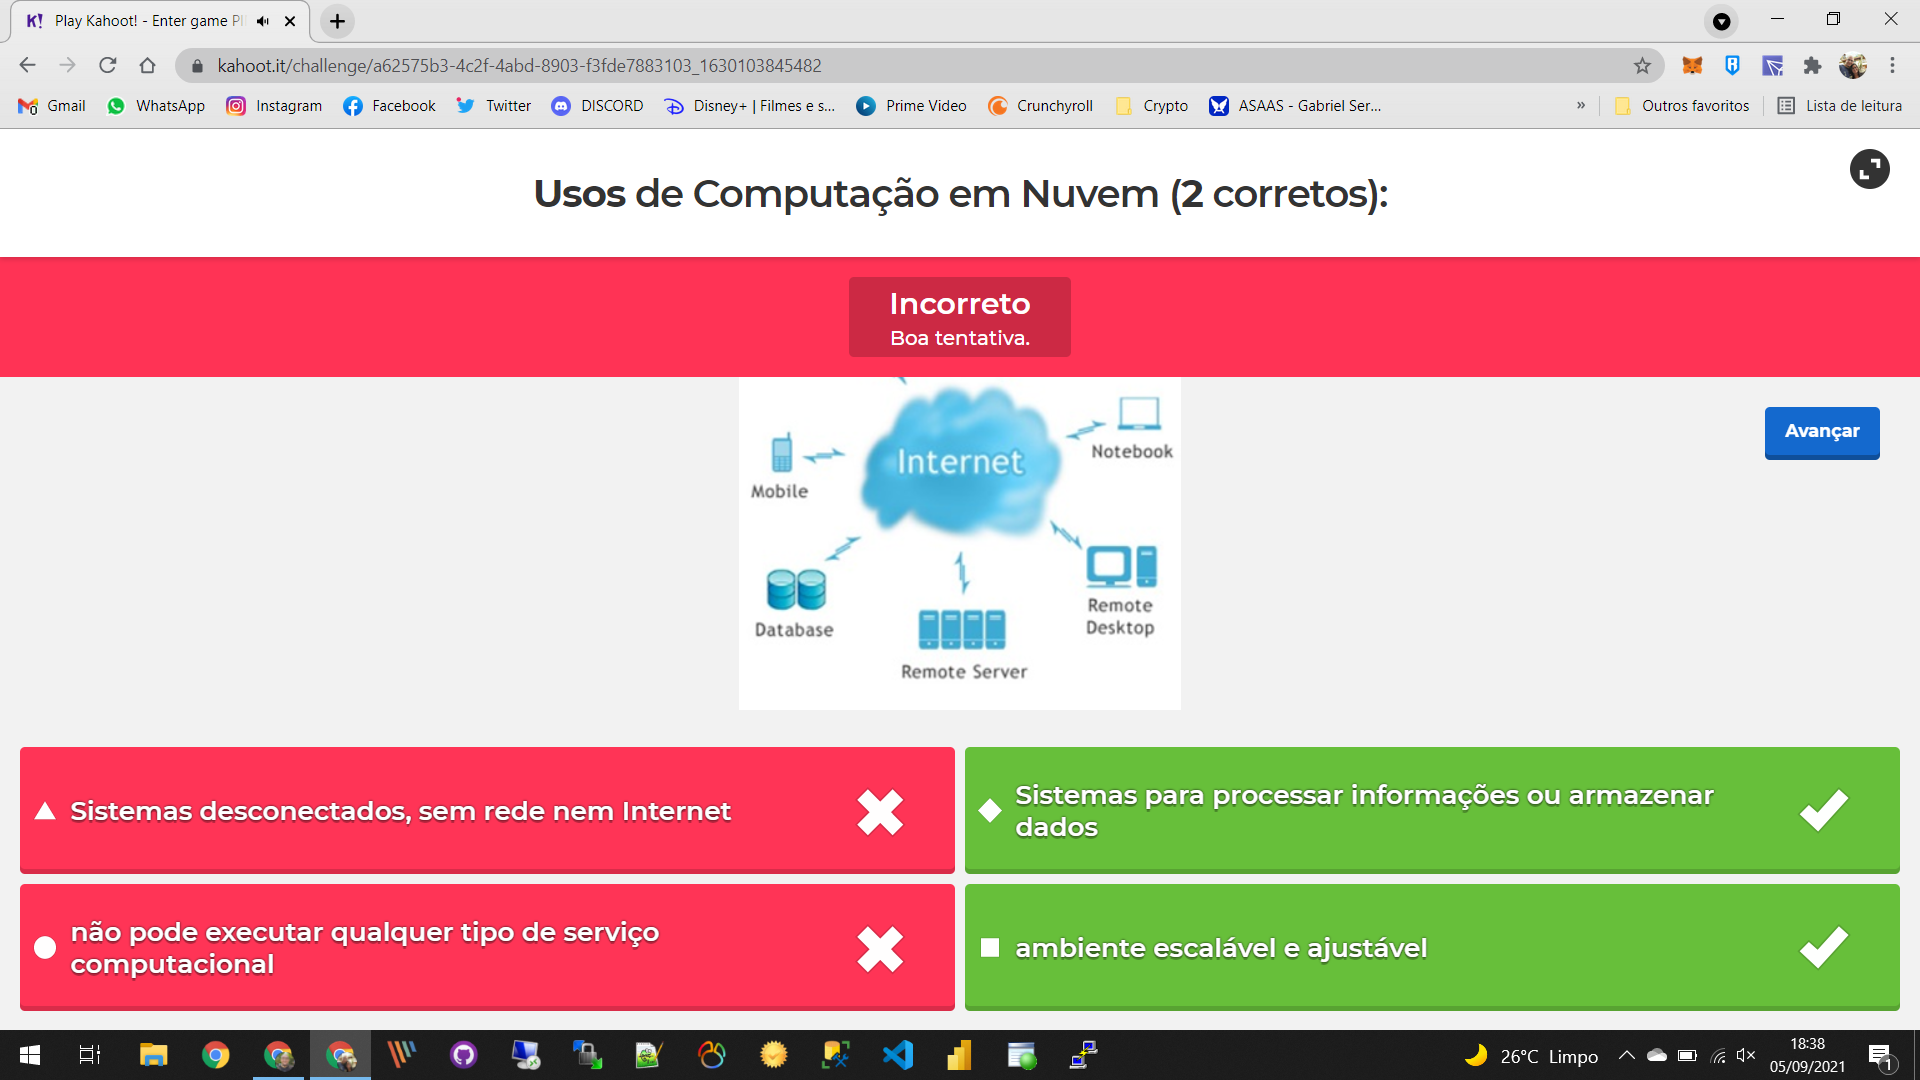 Play Kahoot! - Enter game P
kahoot.it/challenge/a62575b3-4c2f-4abd-8903-f3fde7883103_1630103845482
Gmail WhatsApp Instagram Facebook Twitter DISCORD Disney+ | Filmes e s... Prime Video Crunchyroll Crypto ASAAS - Gabriel Ser... » Outros favoritos Lista de leitura
Usos de Computação em Nuvem (2 corretos):
Incorreto
Boa tentativa.
Avançar
Internet
Notebook
Mobile
Database
Remote
Desktop
Remote Server
Sistemas desconectados, sem rede nem Internet
Sistemas para processar informações ou armazenar
dados
não pode executar qualquer tipo de serviço
computacional
ambiente escalável e ajustável
26°C Limpo
18:38
05/09/2021
1